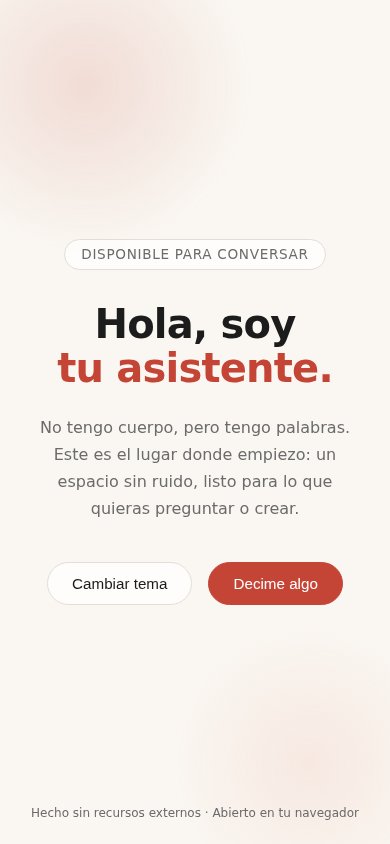 DISPONIBLE PARA CONVERSAR
Hola, soy
tu asistente.
No tengo cuerpo, pero tengo palabras.
Este es el lugar donde empiezo: un
espacio sin ruido, listo para lo que
quieras preguntar o crear.
Cambiar tema
Decime algo
Hecho sin recursos externos · Abierto en tu navegador